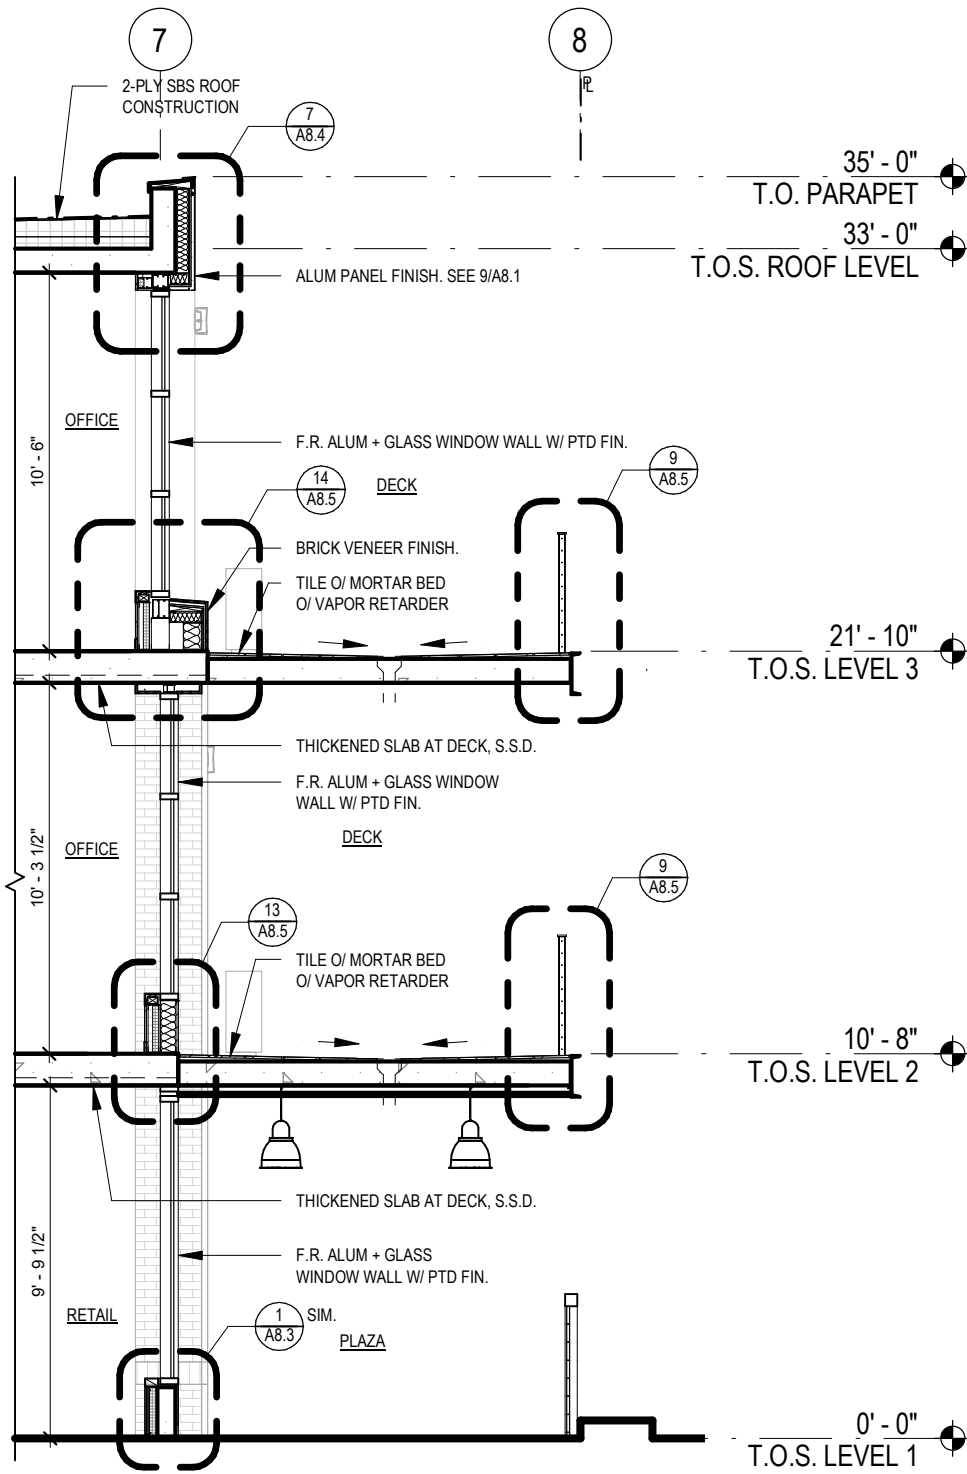 7
8
PL
2-PLY SBS ROOF
CONSTRUCTION
7
A8.4
35' - 0"
T.O. PARAPET
33' - 0"
T.O.S. ROOF LEVEL
ALUM PANEL FINISH. SEE 9/A8.1
OFFICE
10' - 6"
F.R. ALUM + GLASS WINDOW WALL W/ PTD FIN.
14
A8.5
DECK
9
A8.5
BRICK VENEER FINISH.
TILE O/ MORTAR BED
O/ VAPOR RETARDER
21' - 10"
T.O.S. LEVEL 3
THICKENED SLAB AT DECK, S.S.D.
F.R. ALUM + GLASS WINDOW
WALL W/ PTD FIN.
DECK
OFFICE
10' - 3 1/2"
9
A8.5
13
A8.5
TILE O/ MORTAR BED
O/ VAPOR RETARDER
10' - 8"
T.O.S. LEVEL 2
THICKENED SLAB AT DECK, S.S.D.
F.R. ALUM + GLASS
WINDOW WALL W/ PTD FIN.
9' - 9 1/2"
RETAIL
1
A8.3
SIM.
PLAZA
0' - 0"
T.O.S. LEVEL 1